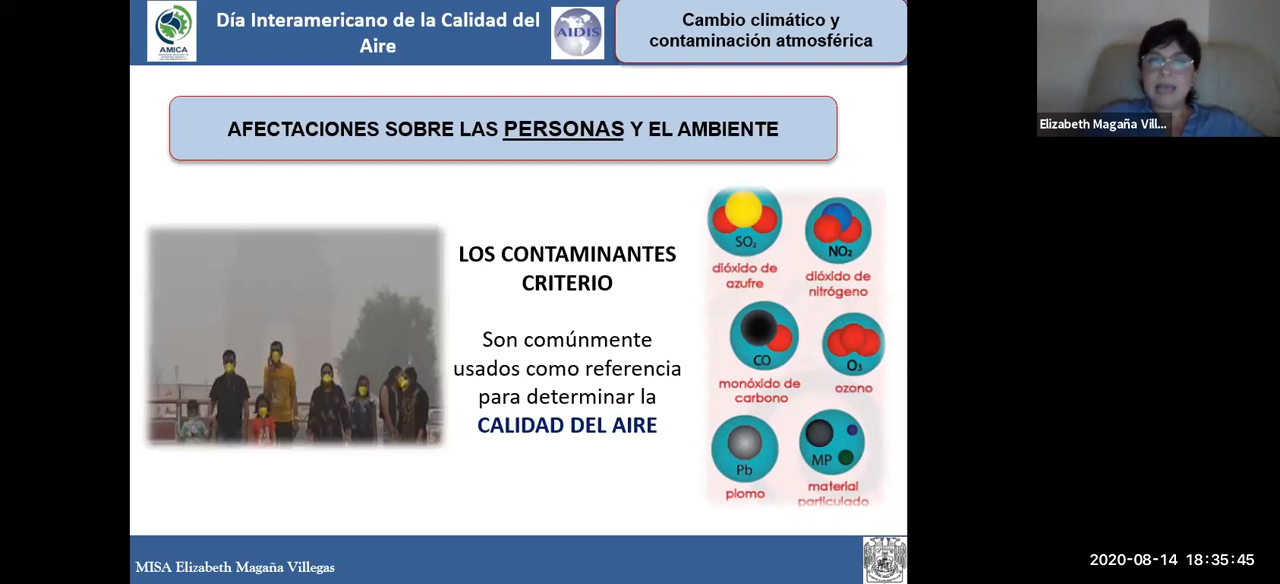 AMICA
Día Interamericano de la Calidad del
Aire
AIDIS
Cambio climático y
contaminación atmosférica
Elizabeth Magaña Vill...
AFECTACIONES SOBRE LAS PERSONAS Y EL AMBIENTE
LOS CONTAMINANTES
CRITERIO
Son comúnmente
usados como referencia
para determinar la
CALIDAD DEL AIRE
SO₂
dióxido de
azufre
NO₂
dióxido de
nitrógeno
CO
monóxido de
carbono
O₃
ozono
Pb
plomo
MP
material
particulado
MISA Elizabeth Magaña Villegas
2020-08-14 18:35:45